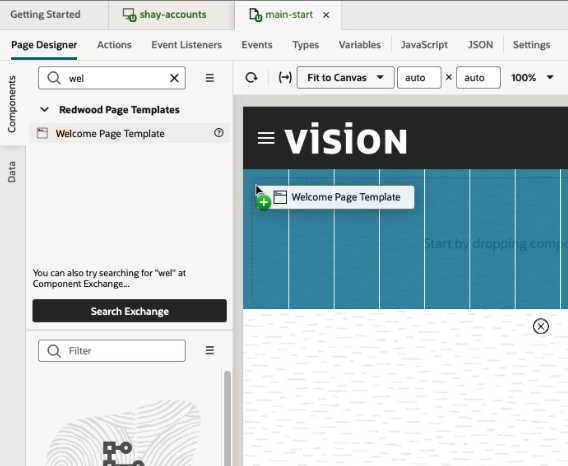 Getting Started shay-accounts main-start
Page Designer Actions Event Listeners Events Types Variables JavaScript JSON Settings
Components
Data
wel
Fit to Canvas auto × auto 100%
Redwood Page Templates
Welcome Page Template
vision
Welcome Page Template
Start by dropping
You can also try searching for "wel" at
Component Exchange...
Search Exchange
Filter